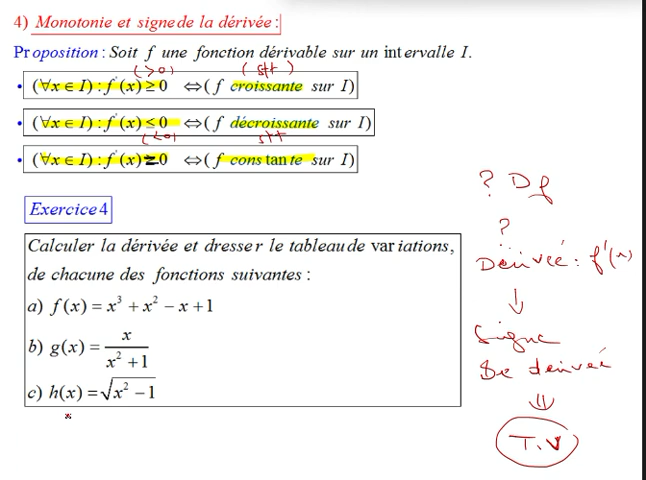 4) Monotonie et signe de la dérivée :
Proposition : Soit f une fonction dérivable sur un intervalle I.
(>0) (stt)
• (∀x ∈ I) : f'(x) ≥ 0 ⇔ (f croissante sur I)
• (∀x ∈ I) : f'(x) ≤ 0 ⇔ (f décroissante sur I)
(<0) stt
• (∀x ∈ I) : f'(x) = 0 ⇔ (f constante sur I)
Exercice 4
Calculer la dérivée et dresser le tableau de variations,
de chacune des fonctions suivantes :
a) f(x) = x³ + x² − x + 1
b) g(x) = x / (x² + 1)
c) h(x) = √(x² − 1)
? Df
?
Dérivée : f'(x)
↓
Signe
De dérivée
⇓
T.V